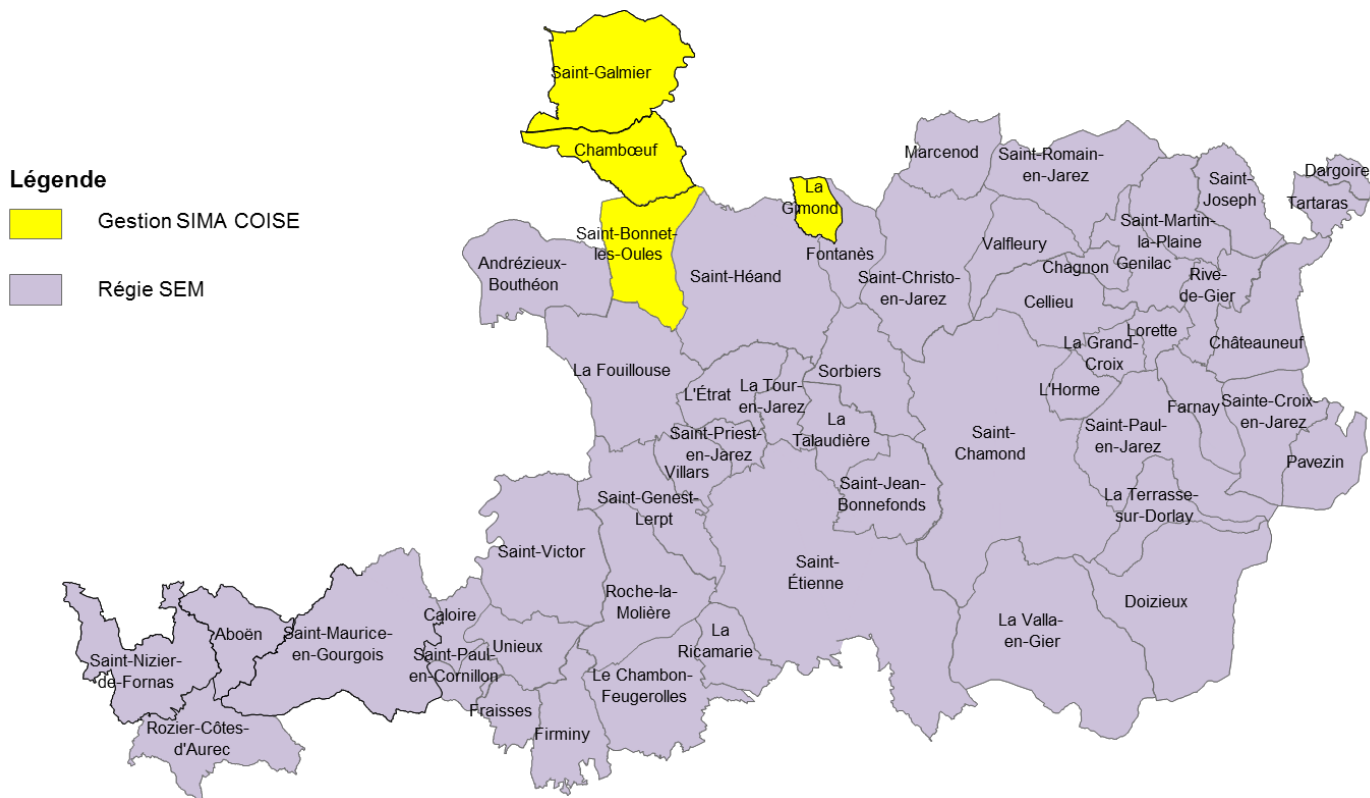 Légende
Gestion SIMA COISE
Régie SEM
Saint-Galmier
Chambœuf
La
Gimond
Saint-Bonnet-
les-Oules
Andrézieux-
Bouthéon
Saint-Héand
Fontanès
Marcenod
Saint-Romain-
en-Jarez
Saint-Christo-
en-Jarez
Valfleury
Saint-Martin-
la-Plaine
Saint-
Joseph
Dargoire
Tartaras
Chagnon
Genilac
Rive-
de-Gier
Cellieu
Lorette
La Grand-
Croix
Châteauneuf
L'Horme
La Fouillouse
L'Étrat
La Tour-
en-Jarez
Sorbiers
La
Talaudière
Saint-Priest-
en-Jarez
Villars
Saint-Jean-
Bonnefonds
Saint-
Chamond
Saint-Paul-
en-Jarez
Farnay
Sainte-Croix-
en-Jarez
Pavezin
La Terrasse-
sur-Dorlay
Saint-Genest-
Lerpt
Saint-Victor
Saint-
Étienne
Roche-la-
Molière
La Valla-
en-Gier
Doizieux
Saint-Nizier-
de-Fornas
Aboën
Saint-Maurice-
en-Gourgois
Caloire
Saint-Paul-
en-Cornillon
Unieux
La
Ricamarie
Le Chambon-
Feugerolles
Fraisses
Firminy
Rozier-Côtes-
d'Aurec